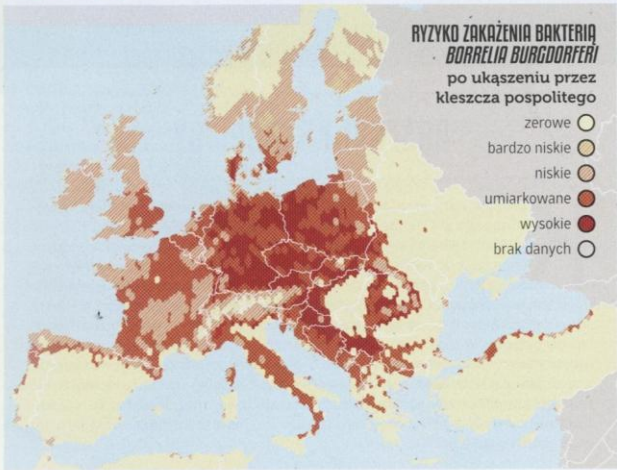 RYZYKO ZAKAŻENIA BAKTERIĄ
BORRELIA BURGDORFERI
po ukąszeniu przez
kleszcza pospolitego
zerowe
bardzo niskie
niskie
umiarkowane
wysokie
brak danych